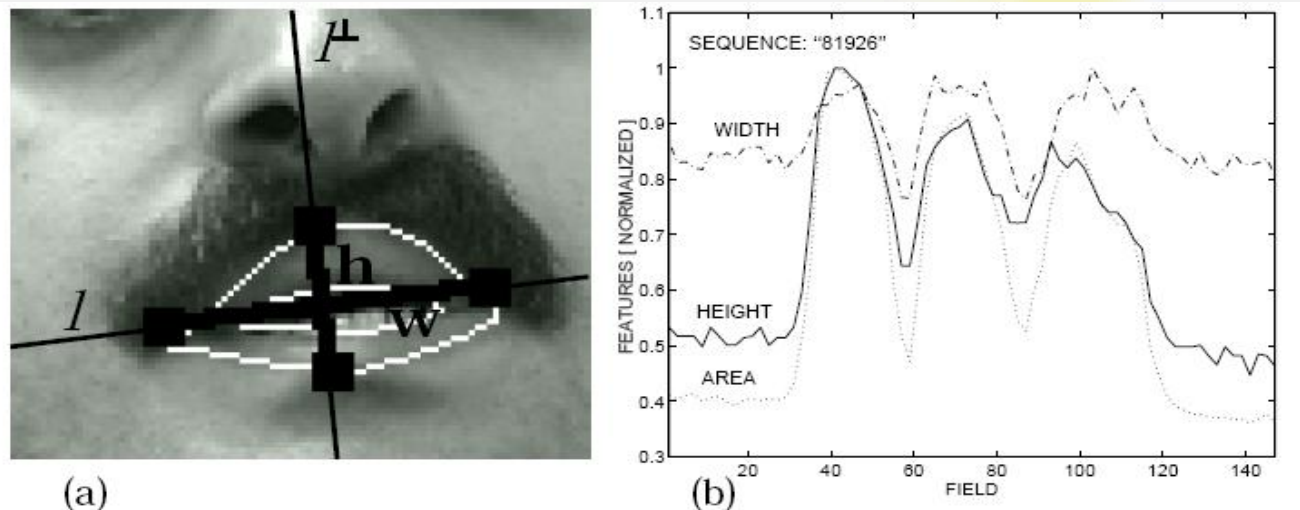 l⊥
h
l
w
(a)
SEQUENCE: "81926"
WIDTH
HEIGHT
AREA
FEATURES [ NORMALIZED ]
1.1
1
0.9
0.8
0.7
0.6
0.5
0.4
0.3
20 40 60 80 100 120 140
FIELD
(b)